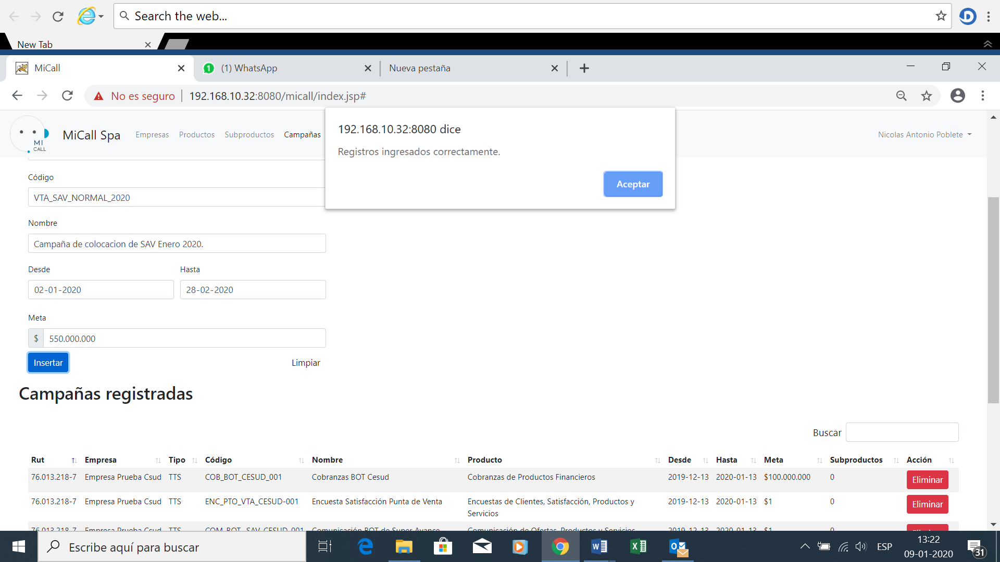 Search the web...
New Tab
MiCall
(1) WhatsApp
Nueva pestaña
No es seguro
192.168.10.32:8080/micall/index.jsp#
MI
CALL
MiCall Spa
Empresas
Productos
Subproductos
Campañas
Nicolas Antonio Poblete
192.168.10.32:8080 dice
Registros ingresados correctamente.
Aceptar
Código
VTA_SAV_NORMAL_2020
Nombre
Campaña de colocacion de SAV Enero 2020.
Desde Hasta
02-01-2020 28-02-2020
Meta
$ 550.000.000
Insertar Limpiar
Campañas registradas
Buscar
Rut Empresa Tipo Código Nombre Producto Desde Hasta Meta Subproductos Acción
76.013.218-7 Empresa Prueba Csud TTS COB_BOT_CESUD_001 Cobranzas BOT Cesud Cobranzas de Productos Financieros 2019-12-13 2020-01-13 $100.000.000 0 Eliminar
76.013.218-7 Empresa Prueba Csud TTS ENC_PTO_VTA_CESUD-001 Encuesta Satisfacción Punta de Venta Encuestas de Clientes, Satisfacción, Productos y 2019-12-13 2020-01-13 $1 0 Eliminar
Servicios
76.013.218-7 Empresa Prueba Csud TTS COM_BOT_SAV_CESUD_001 Comunicación BOT de Super Avance Comunicación de Ofertas, Productos y Servicios 2019-12-13 2020-01-13 $1 0
Escribe aquí para buscar
ESP
13:22
09-01-2020
31